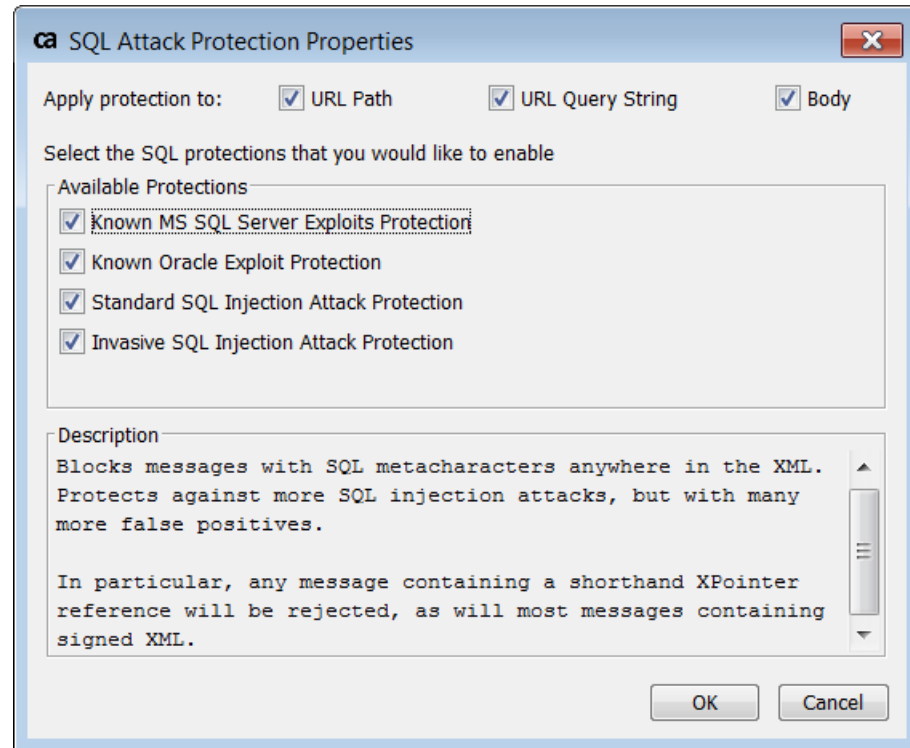 ca SQL Attack Protection Properties
Apply protection to: URL Path URL Query String Body
Select the SQL protections that you would like to enable
Available Protections
Known MS SQL Server Exploits Protection
Known Oracle Exploit Protection
Standard SQL Injection Attack Protection
Invasive SQL Injection Attack Protection
Description
Blocks messages with SQL metacharacters anywhere in the XML.
Protects against more SQL injection attacks, but with many
more false positives.
In particular, any message containing a shorthand XPointer
reference will be rejected, as will most messages containing
signed XML.
OK Cancel